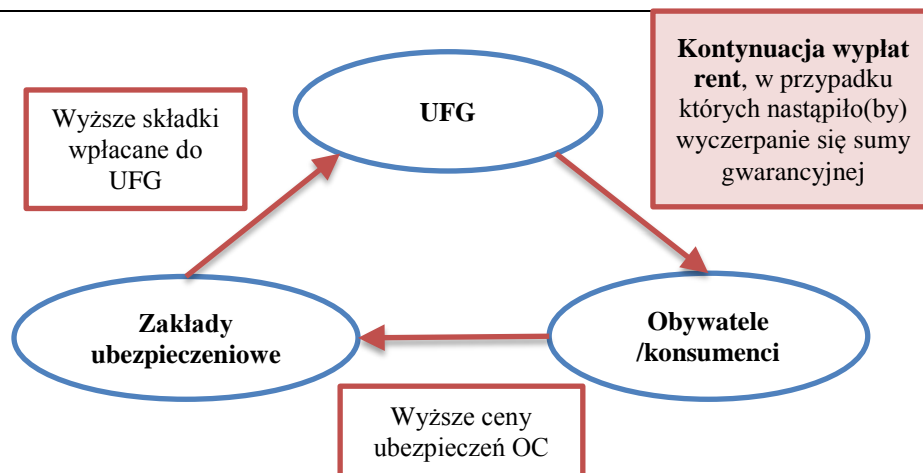 Kontynuacja wypłat
rent, w przypadku
których nastąpiło(by)
wyczerpanie się sumy
gwarancyjnej
UFG
Wyższe składki
wpłacane do
UFG
Zakłady
ubezpieczeniowe
Obywatele
/konsumenci
Wyższe ceny
ubezpieczeń OC